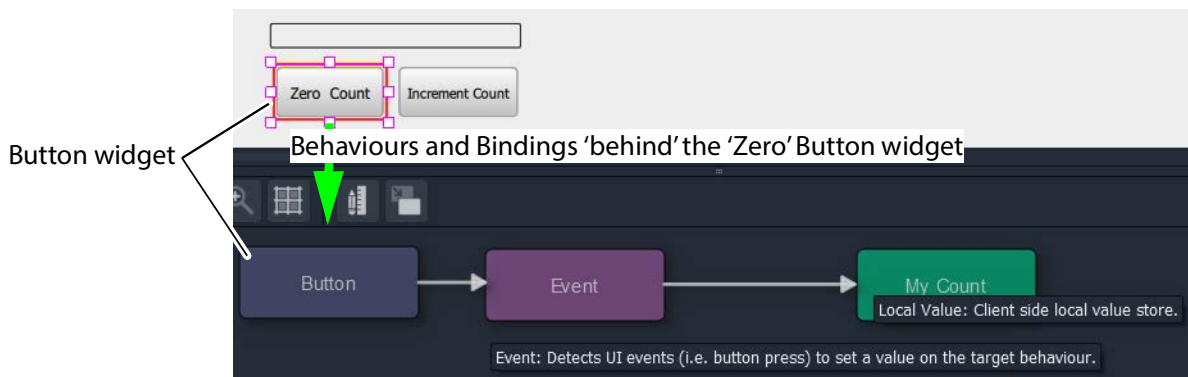 Zero Count
Increment Count
Button widget
Behaviours and Bindings ‘behind’ the ‘Zero’ Button widget
Button
Event
My Count
Local Value: Client side local value store.
Event: Detects UI events (i.e. button press) to set a value on the target behaviour.